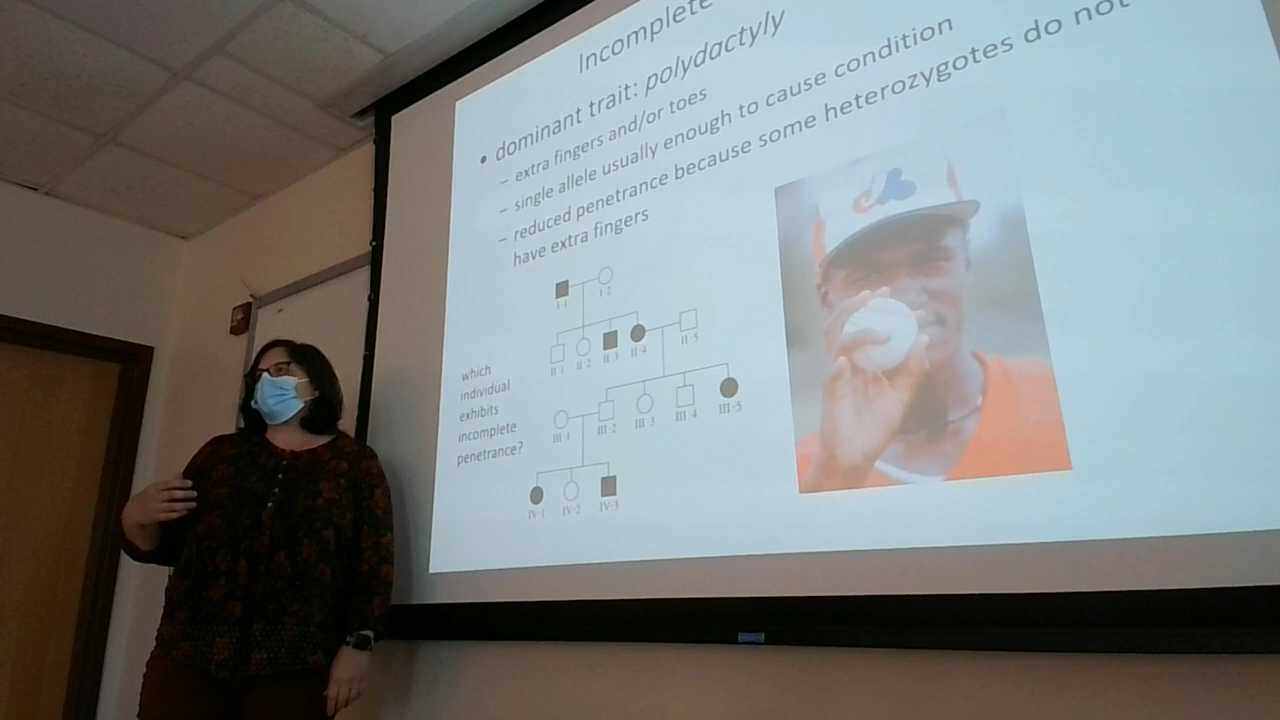 Incomplete
• dominant trait: polydactyly
– extra fingers and/or toes
– single allele usually enough to cause condition
– reduced penetrance because some heterozygotes do not
have extra fingers
I-1 I-2
II-1 II-2 II-3 II-4 II-5
which
individual
exhibits
incomplete
penetrance?
III-1 III-2 III-3 III-4 III-5
IV-1 IV-2 IV-3